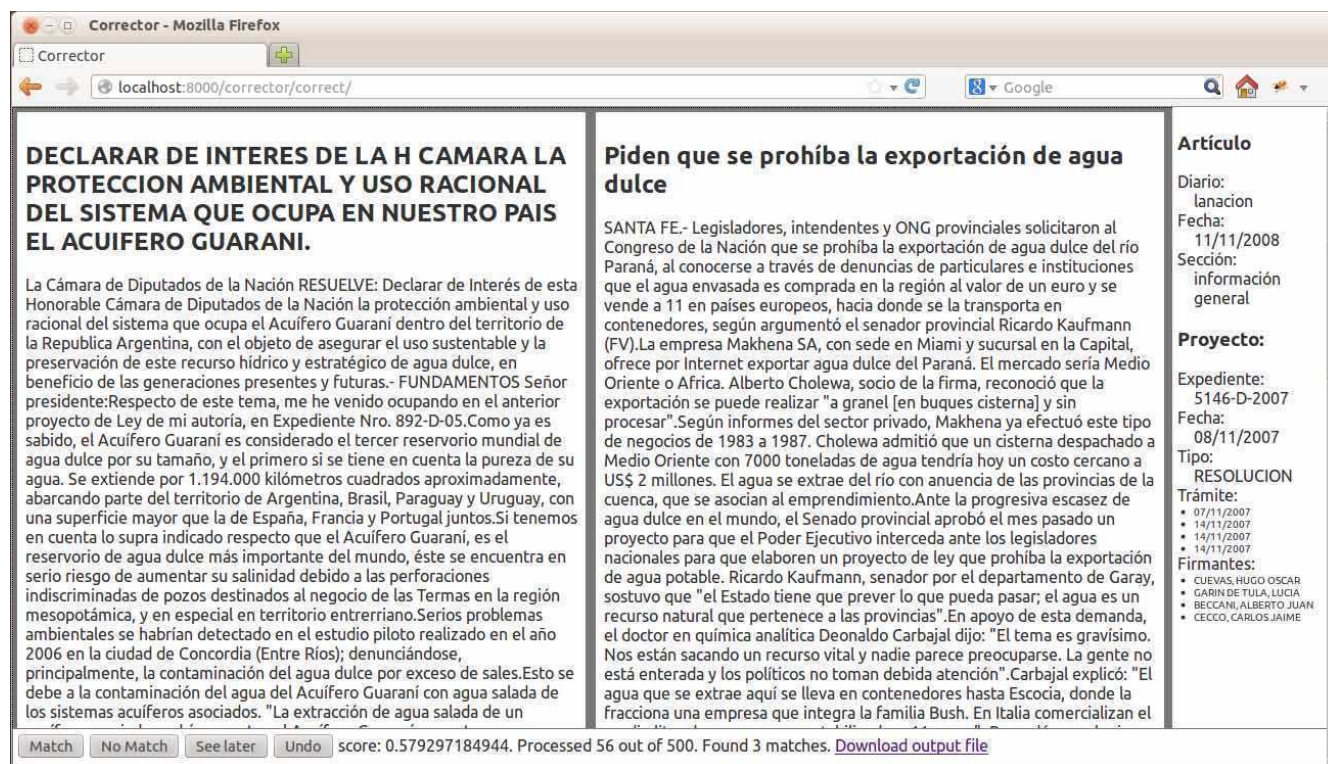 Corrector - Mozilla Firefox
Corrector
localhost:8000/corrector/correct/
Google
DECLARAR DE INTERES DE LA H CAMARA LA
PROTECCION AMBIENTAL Y USO RACIONAL
DEL SISTEMA QUE OCUPA EN NUESTRO PAIS
EL ACUIFERO GUARANI.
La Cámara de Diputados de la Nación RESUELVE: Declarar de Interés de esta
Honorable Cámara de Diputados de la Nación la protección ambiental y uso
racional del sistema que ocupa el Acuífero Guaraní dentro del territorio de
la Republica Argentina, con el objeto de asegurar el uso sustentable y la
preservación de este recurso hídrico y estratégico de agua dulce, en
beneficio de las generaciones presentes y futuras.- FUNDAMENTOS Señor
presidente:Respecto de este tema, me he venido ocupando en el anterior
proyecto de Ley de mi autoría, en Expediente Nro. 892-D-05.Como ya es
sabido, el Acuífero Guaraní es considerado el tercer reservorio mundial de
agua dulce por su tamaño, y el primero si se tiene en cuenta la pureza de su
agua. Se extiende por 1.194.000 kilómetros cuadrados aproximadamente,
abarcando parte del territorio de Argentina, Brasil, Paraguay y Uruguay, con
una superficie mayor que la de España, Francia y Portugal juntos.Si tenemos
en cuenta lo supra indicado respecto que el Acuífero Guaraní, es el
reservorio de agua dulce más importante del mundo, éste se encuentra en
serio riesgo de aumentar su salinidad debido a las perforaciones
indiscriminadas de pozos destinados al negocio de las Termas en la región
mesopotámica, y en especial en territorio entrerriano.Serios problemas
ambientales se habrían detectado en el estudio piloto realizado en el año
2006 en la ciudad de Concordia (Entre Ríos); denunciándose,
principalmente, la contaminación del agua dulce por exceso de sales.Esto se
debe a la contaminación del agua del Acuífero Guaraní con agua salada de
los sistemas acuíferos asociados. "La extracción de agua salada de un
Piden que se prohíba la exportación de agua
dulce
SANTA FE.- Legisladores, intendentes y ONG provinciales solicitaron al
Congreso de la Nación que se prohíba la exportación de agua dulce del río
Paraná, al conocerse a través de denuncias de particulares e instituciones
que el agua envasada es comprada en la región al valor de un euro y se
vende a 11 en países europeos, hacia donde se la transporta en
contenedores, según argumentó el senador provincial Ricardo Kaufmann
(FV).La empresa Makhena SA, con sede en Miami y sucursal en la Capital,
ofrece por Internet exportar agua dulce del Paraná. El mercado sería Medio
Oriente o Africa. Alberto Cholewa, socio de la firma, reconoció que la
exportación se puede realizar "a granel [en buques cisterna] y sin
procesar".Según informes del sector privado, Makhena ya efectuó este tipo
de negocios de 1983 a 1987. Cholewa admitió que un cisterna despachado a
Medio Oriente con 7000 toneladas de agua tendría hoy un costo cercano a
US$ 2 millones. El agua se extrae del río con anuencia de las provincias de la
cuenca, que se asocian al emprendimiento.Ante la progresiva escasez de
agua dulce en el mundo, el Senado provincial aprobó el mes pasado un
proyecto para que el Poder Ejecutivo interceda ante los legisladores
nacionales para que elaboren un proyecto de ley que prohíba la exportación
de agua potable. Ricardo Kaufmann, senador por el departamento de Garay,
sostuvo que "el Estado tiene que prever lo que pueda pasar; el agua es un
recurso natural que pertenece a las provincias".En apoyo de esta demanda,
el doctor en química analítica Deonaldo Carbajal dijo: "El tema es gravísimo.
Nos están sacando un recurso vital y nadie parece preocuparse. La gente no
está enterada y los políticos no toman debida atención".Carbajal explicó: "El
agua que se extrae aquí se lleva en contenedores hasta Escocia, donde la
fracciona una empresa que integra la familia Bush. En Italia comercializan el
Artículo
Diario:
lanacion
Fecha:
11/11/2008
Sección:
información
general
Proyecto:
Expediente:
5146-D-2007
Fecha:
08/11/2007
Tipo:
RESOLUCION
Trámite:
• 07/11/2007
• 14/11/2007
• 14/11/2007
• 14/11/2007
Firmantes:
• CUEVAS, HUGO OSCAR
• GARIN DE TULA, LUCIA
• BECCANI, ALBERTO JUAN
• CECCO, CARLOS JAIME
Match No Match See later Undo score: 0.579297184944. Processed 56 out of 500. Found 3 matches. Download output file